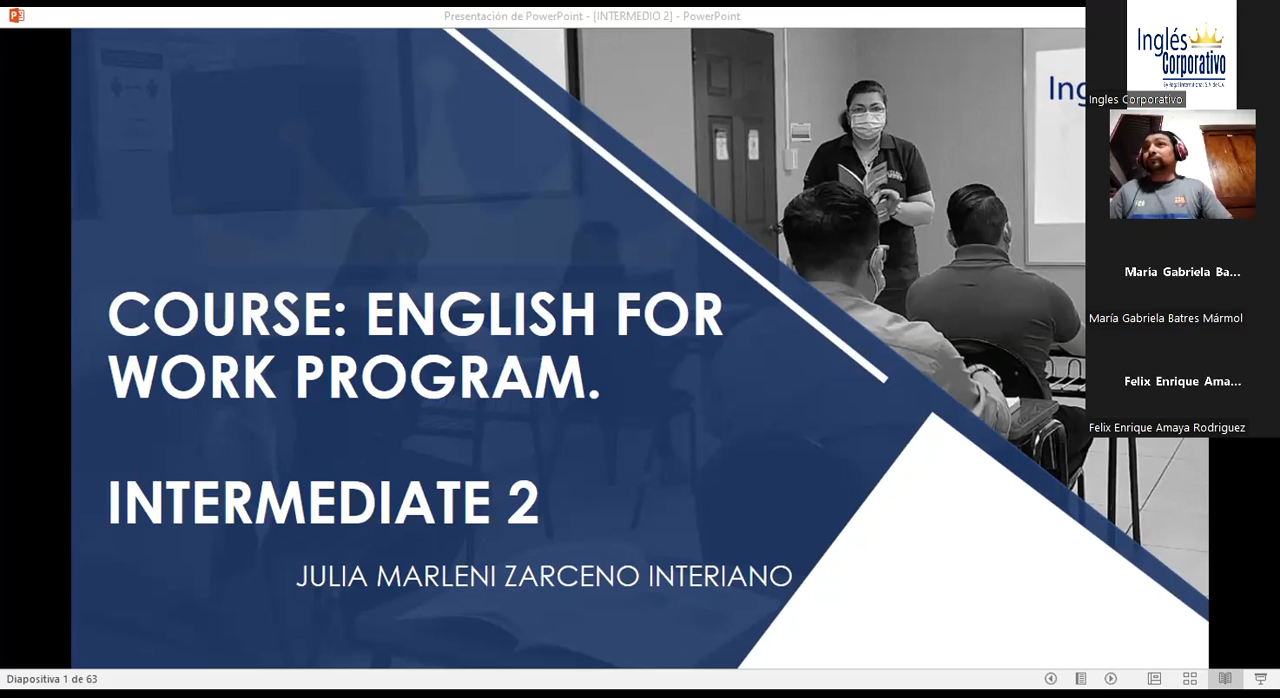 Presentación de PowerPoint - [INTERMEDIO 2] - PowerPoint
Inglés
Corporativo
Ingles Corporativo
Ing
María Gabriela Ba...
María Gabriela Batres Mármol
COURSE: ENGLISH FOR
WORK PROGRAM.
Felix Enrique Ama...
Felix Enrique Amaya Rodriguez
INTERMEDIATE 2
JULIA MARLENI ZARCENO INTERIANO
Diapositiva 1 de 63